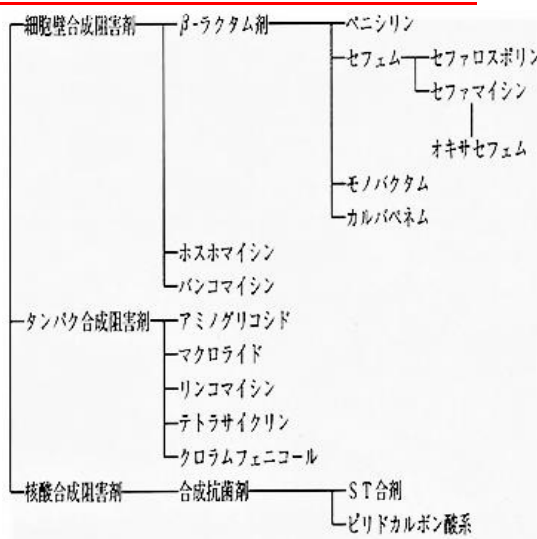 細胞壁合成阻害剤 β-ラクタム剤 ペニシリン
セフェム セファロスポリン
セファマイシン
オキサセフェム
モノバクタム
カルバペネム
ホスホマイシン
バンコマイシン
タンパク合成阻害剤 アミノグリコシド
マクロライド
リンコマイシン
テトラサイクリン
クロラムフェニコール
核酸合成阻害剤 合成抗菌剤 ST合剤
ピリドカルボン酸系